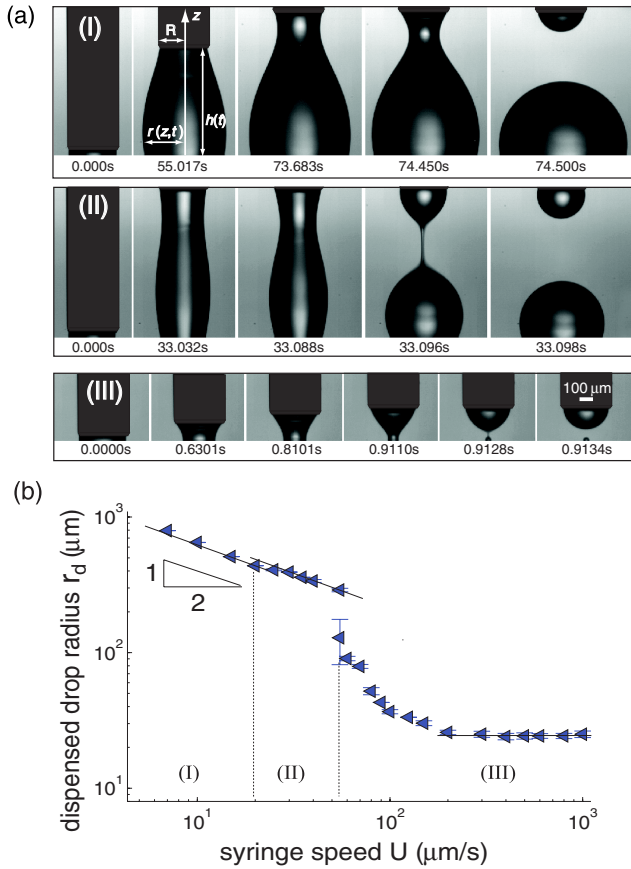 (a)
(I)
R
z
r(z,t)
h(t)
0.000s 55.017s 73.683s 74.450s 74.500s
(II)
0.000s 33.032s 33.088s 33.096s 33.098s
(III)
100 μm
0.0000s 0.6301s 0.8101s 0.9110s 0.9128s 0.9134s
(b)
dispensed drop radius r_d (μm)
10³
10²
10¹
1
2
(I) (II) (III)
10¹ 10² 10³
syringe speed U (μm/s)